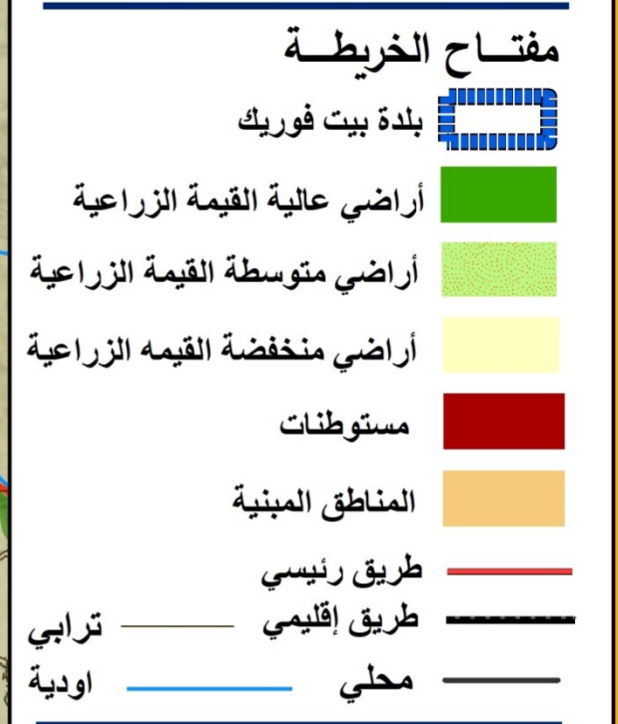 مفتـــاح الخريطـــة
بلدة بيت فوريك
أراضي عالية القيمة الزراعية
أراضي متوسطة القيمة الزراعية
أراضي منخفضة القيمه الزراعية
مستوطنات
المناطق المبنية
طريق رئيسي
طريق إقليمي ترابي
محلي اودية